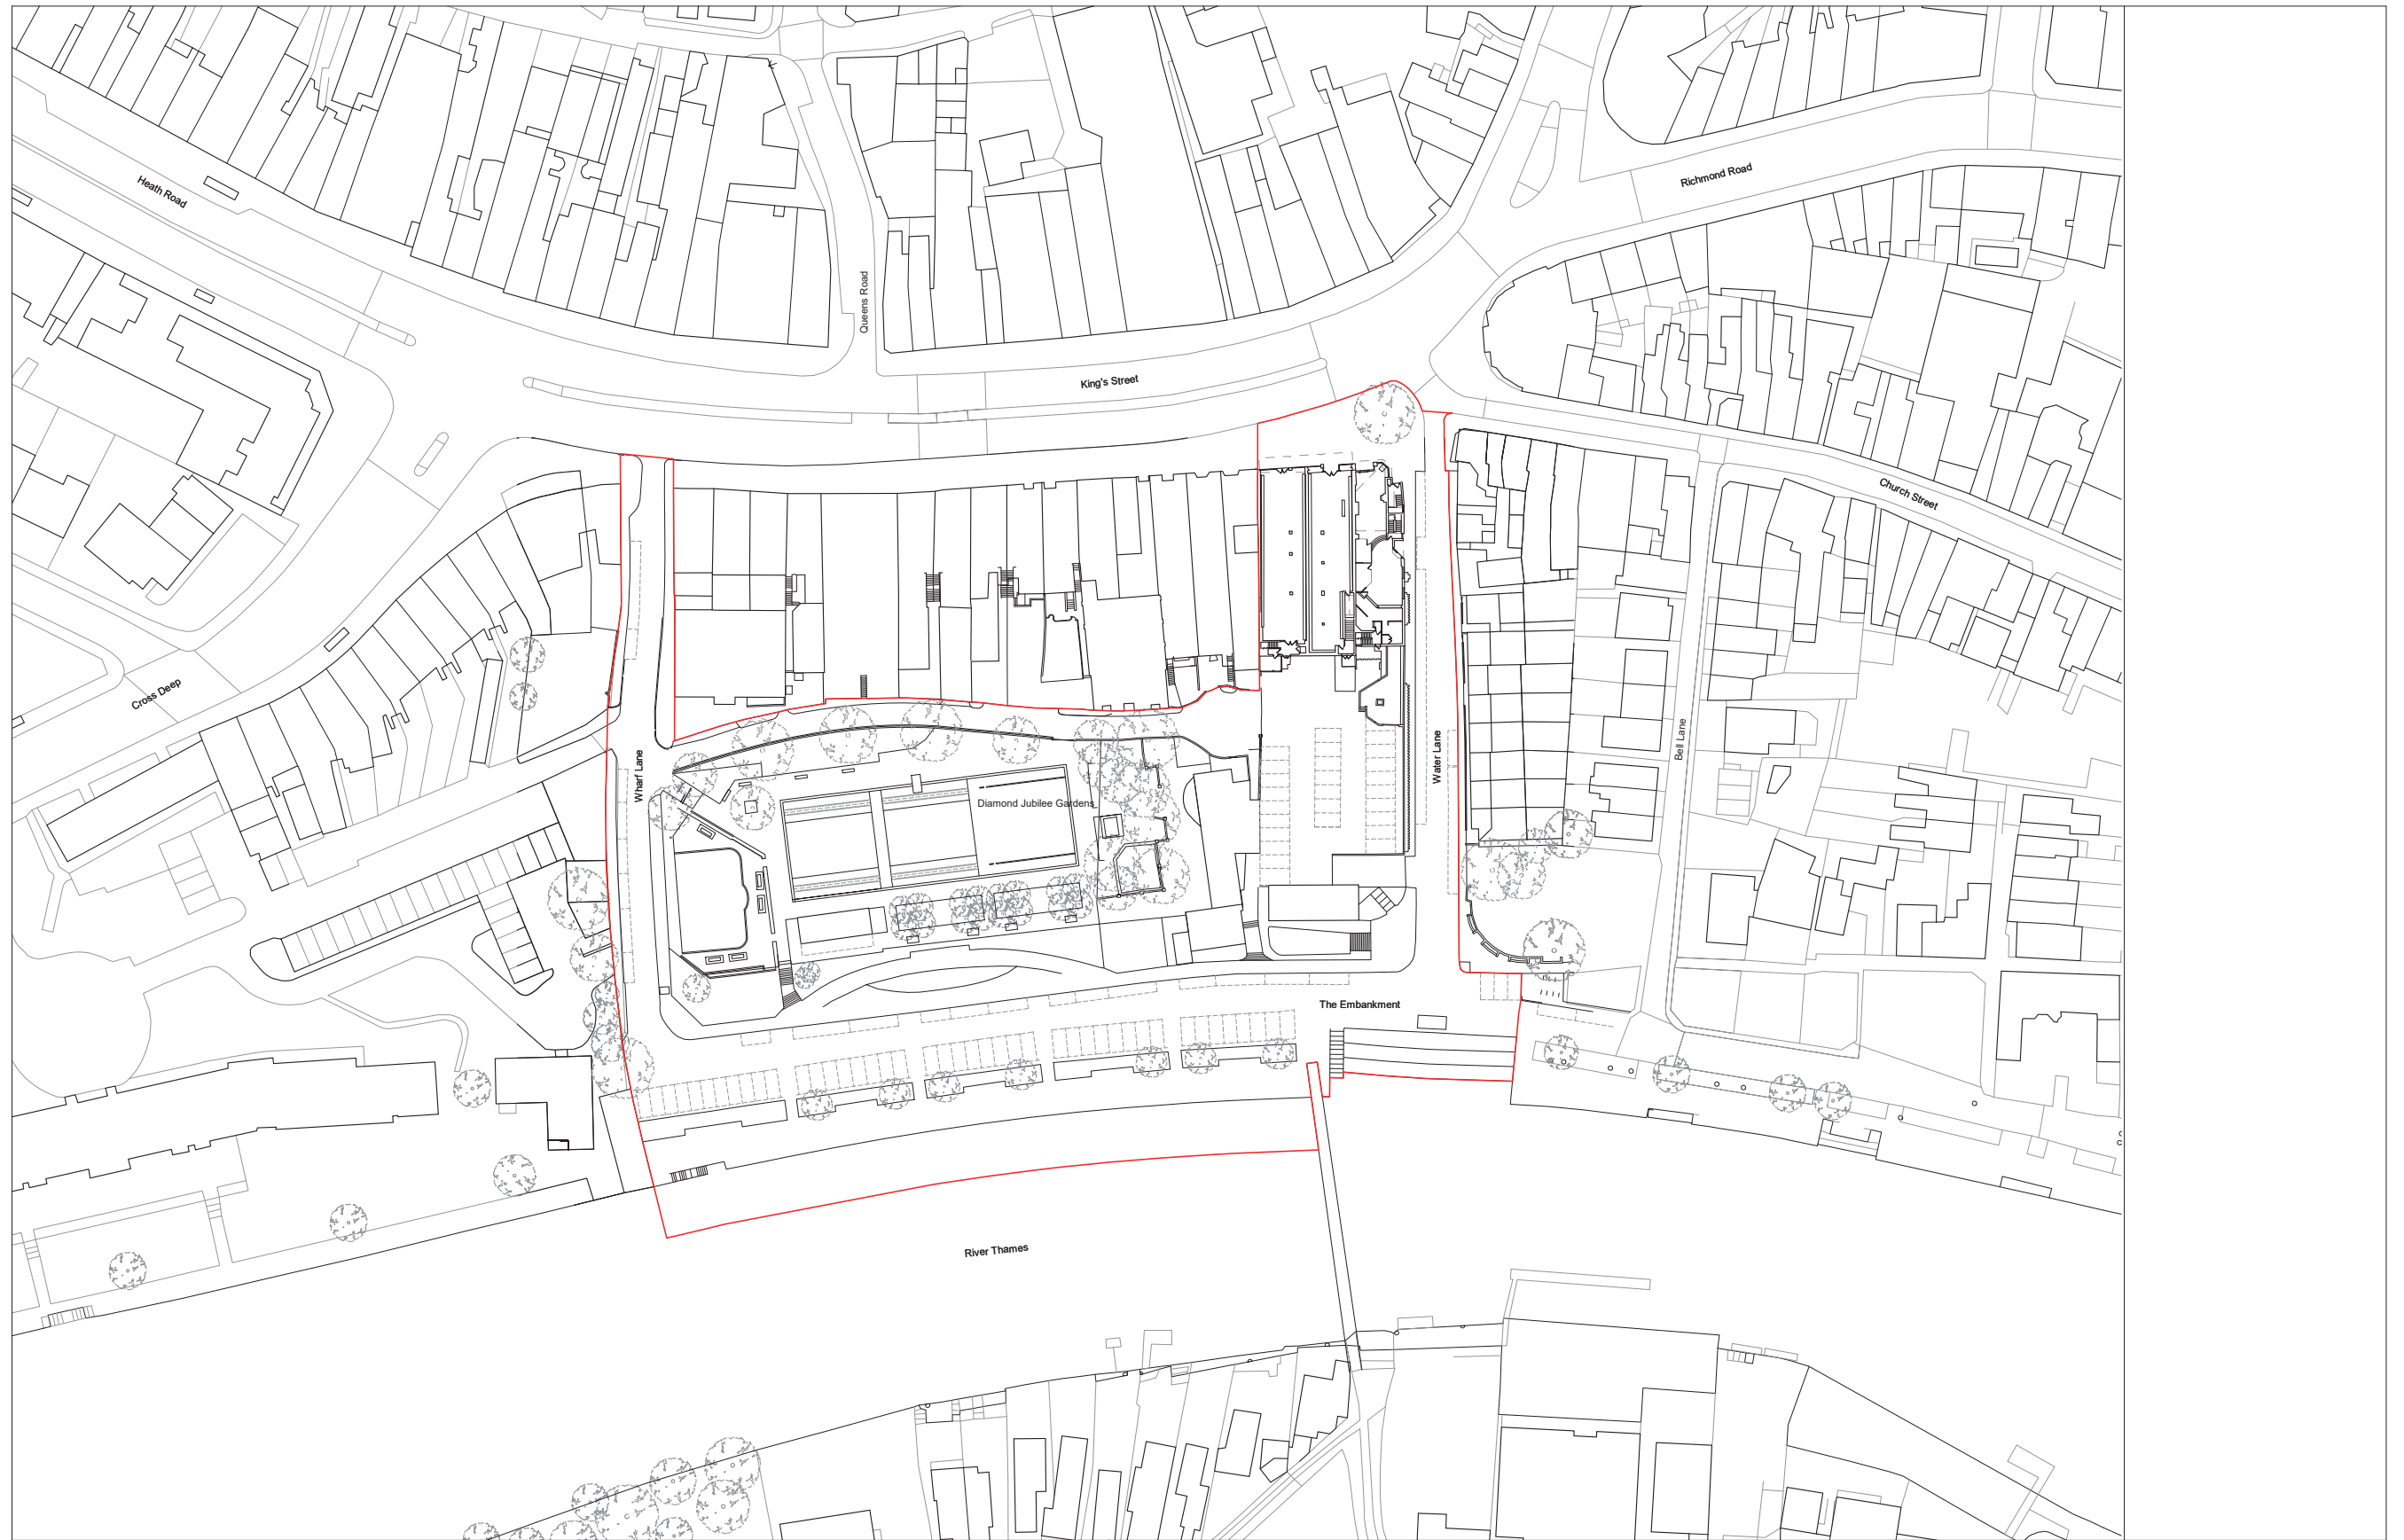 Heath Road
Richmond Road
Queens Road
King's Street
Church Street
Cross Deep
Bell Lane
Water Lane
Wharf Lane
Diamond Jubilee Gardens
The Embankment
River Thames